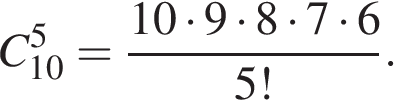 $C_{10}^{5} = \frac{10 \cdot 9 \cdot 8 \cdot 7 \cdot 6}{5!}.$